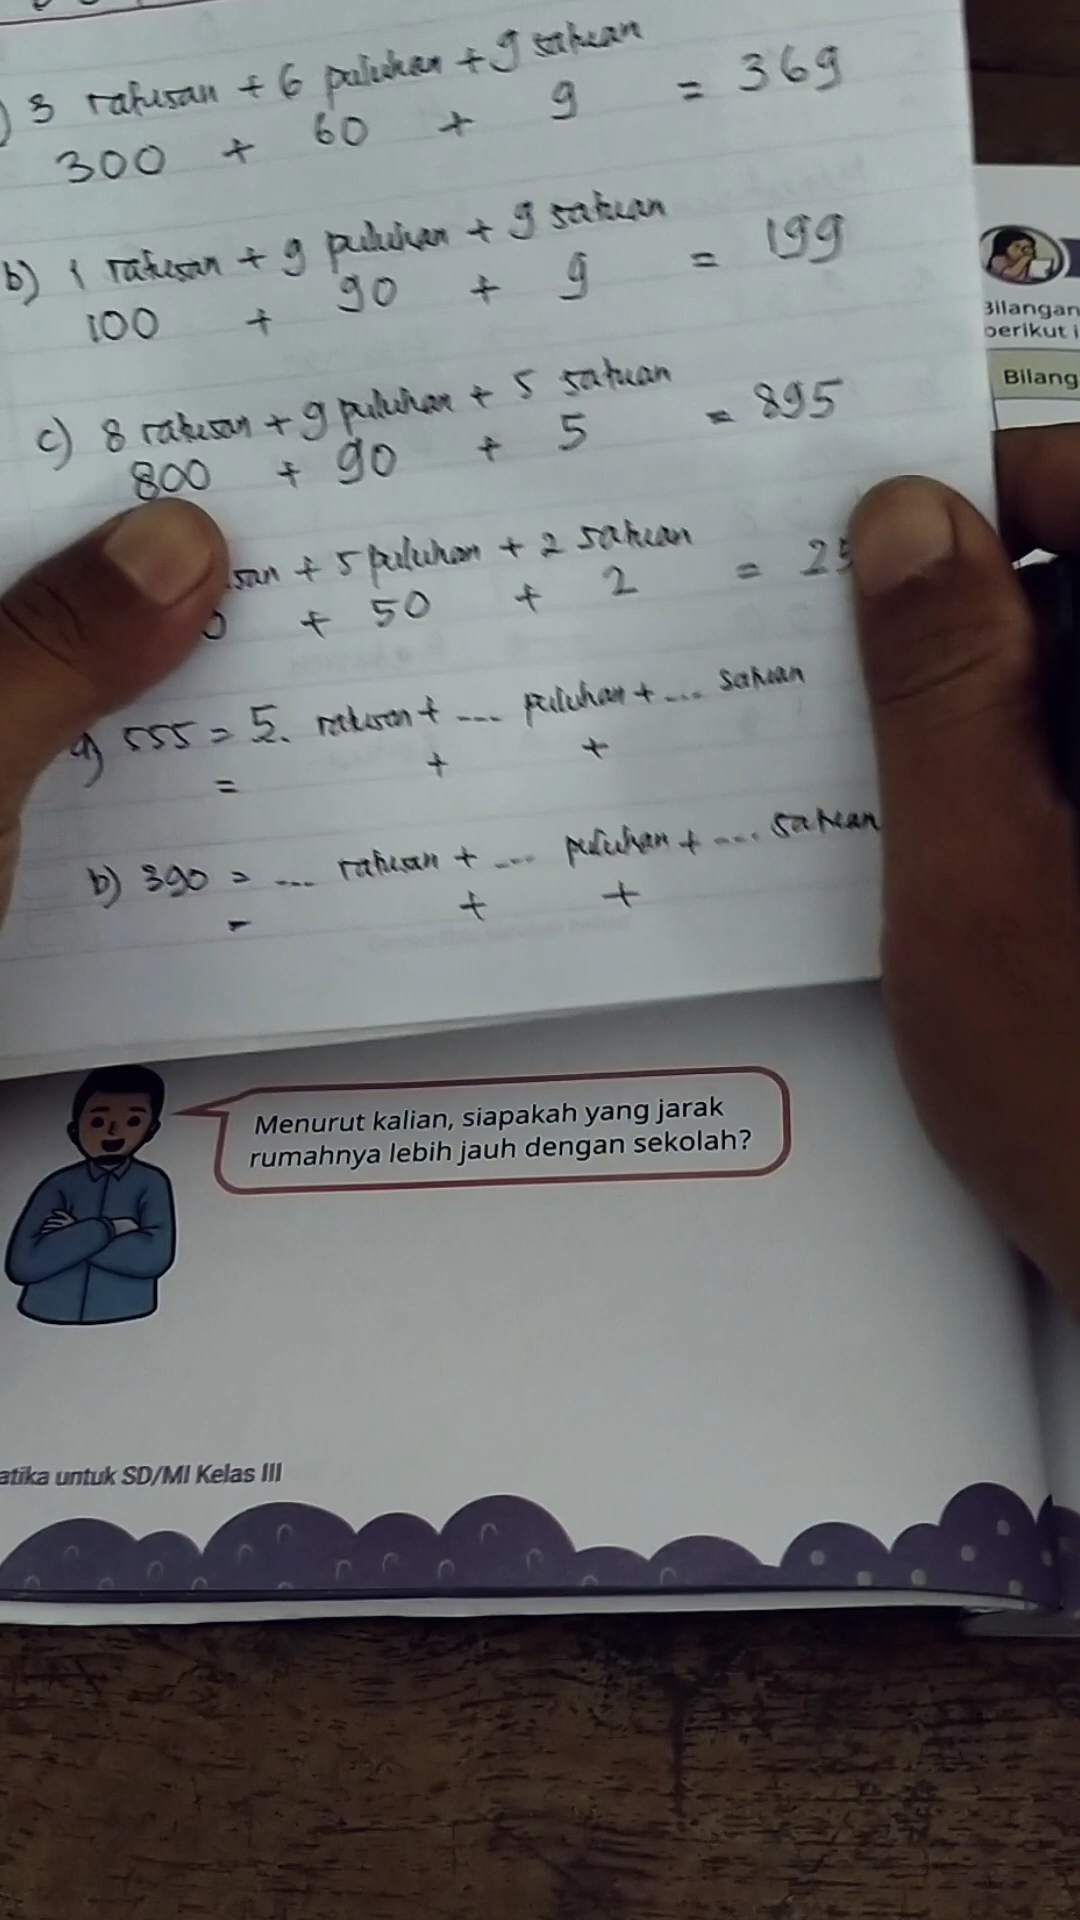 3 ratusan + 6 puluhan + 9 satuan
300 + 60 + 9 = 369
b) 1 ratusan + 9 puluhan + 9 satuan
100 + 90 + 9 = 199
c) 8 ratusan + 9 puluhan + 5 satuan
800 + 90 + 5 = 895
+ 5 puluhan + 2 satuan
+ 50 + 2 =
a) 555 = 5. ratusan + .... puluhan + .... satuan
= + +
b) 390 = .... ratusan + .... puluhan + .... satuan
= + +
Bilangan
berikut
Bilang
Menurut kalian, siapakah yang jarak
rumahnya lebih jauh dengan sekolah?
atika untuk SD/MI Kelas III